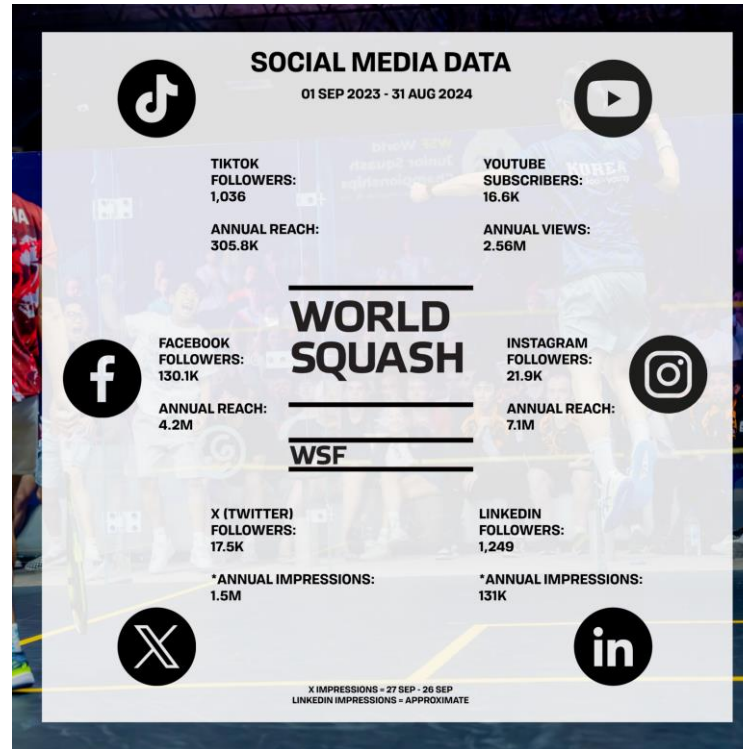 SOCIAL MEDIA DATA
01 SEP 2023 - 31 AUG 2024
TIKTOK
FOLLOWERS:
1,036
ANNUAL REACH:
305.8K
YOUTUBE
SUBSCRIBERS:
16.6K
ANNUAL VIEWS:
2.56M
WORLD
SQUASH
WSF
FACEBOOK
FOLLOWERS:
130.1K
ANNUAL REACH:
4.2M
INSTAGRAM
FOLLOWERS:
21.9K
ANNUAL REACH:
7.1M
X (TWITTER)
FOLLOWERS:
17.5K
*ANNUAL IMPRESSIONS:
1.5M
LINKEDIN
FOLLOWERS:
1,249
*ANNUAL IMPRESSIONS:
131K
in
X IMPRESSIONS = 27 SEP - 26 SEP
LINKEDIN IMPRESSIONS = APPROXIMATE
KOREA